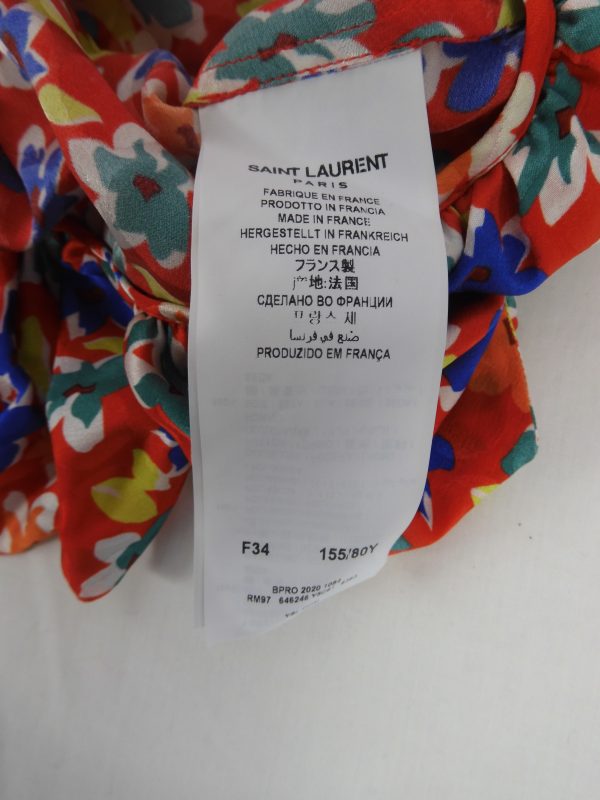 SAINT LAURENT
PARIS
FABRIQUE EN FRANCE
PRODOTTO IN FRANCIA
MADE IN FRANCE
HERGESTELLT IN FRANKREICH
HECHO EN FRANCIA
フランス製
地:法国
СДЕЛАНО ВО ФРАНЦИИ
프랑스 제
صنع في فرنسا
PRODUZIDO EM FRANÇA
F34 155/80Y
BPRO 2020
RM97 646246